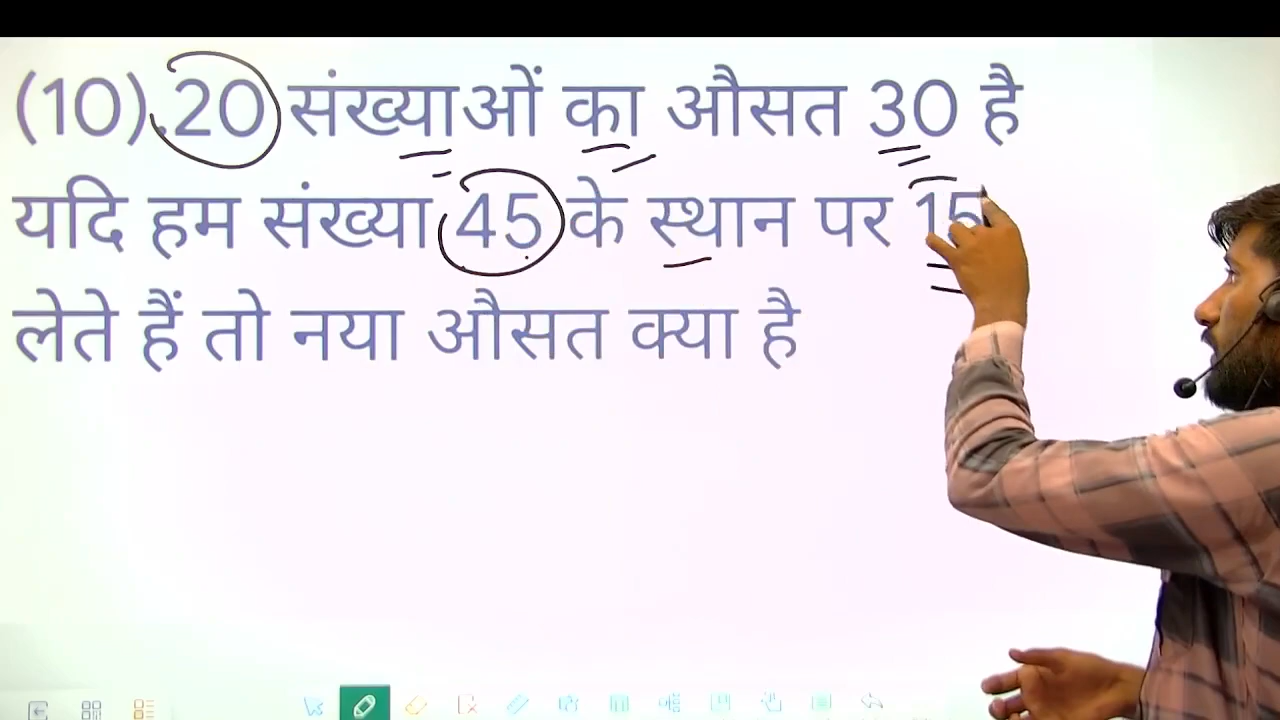 (10).20 संख्याओं का औसत 30 है
यदि हम संख्या 45 के स्थान पर 15
लेते हैं तो नया औसत क्या है